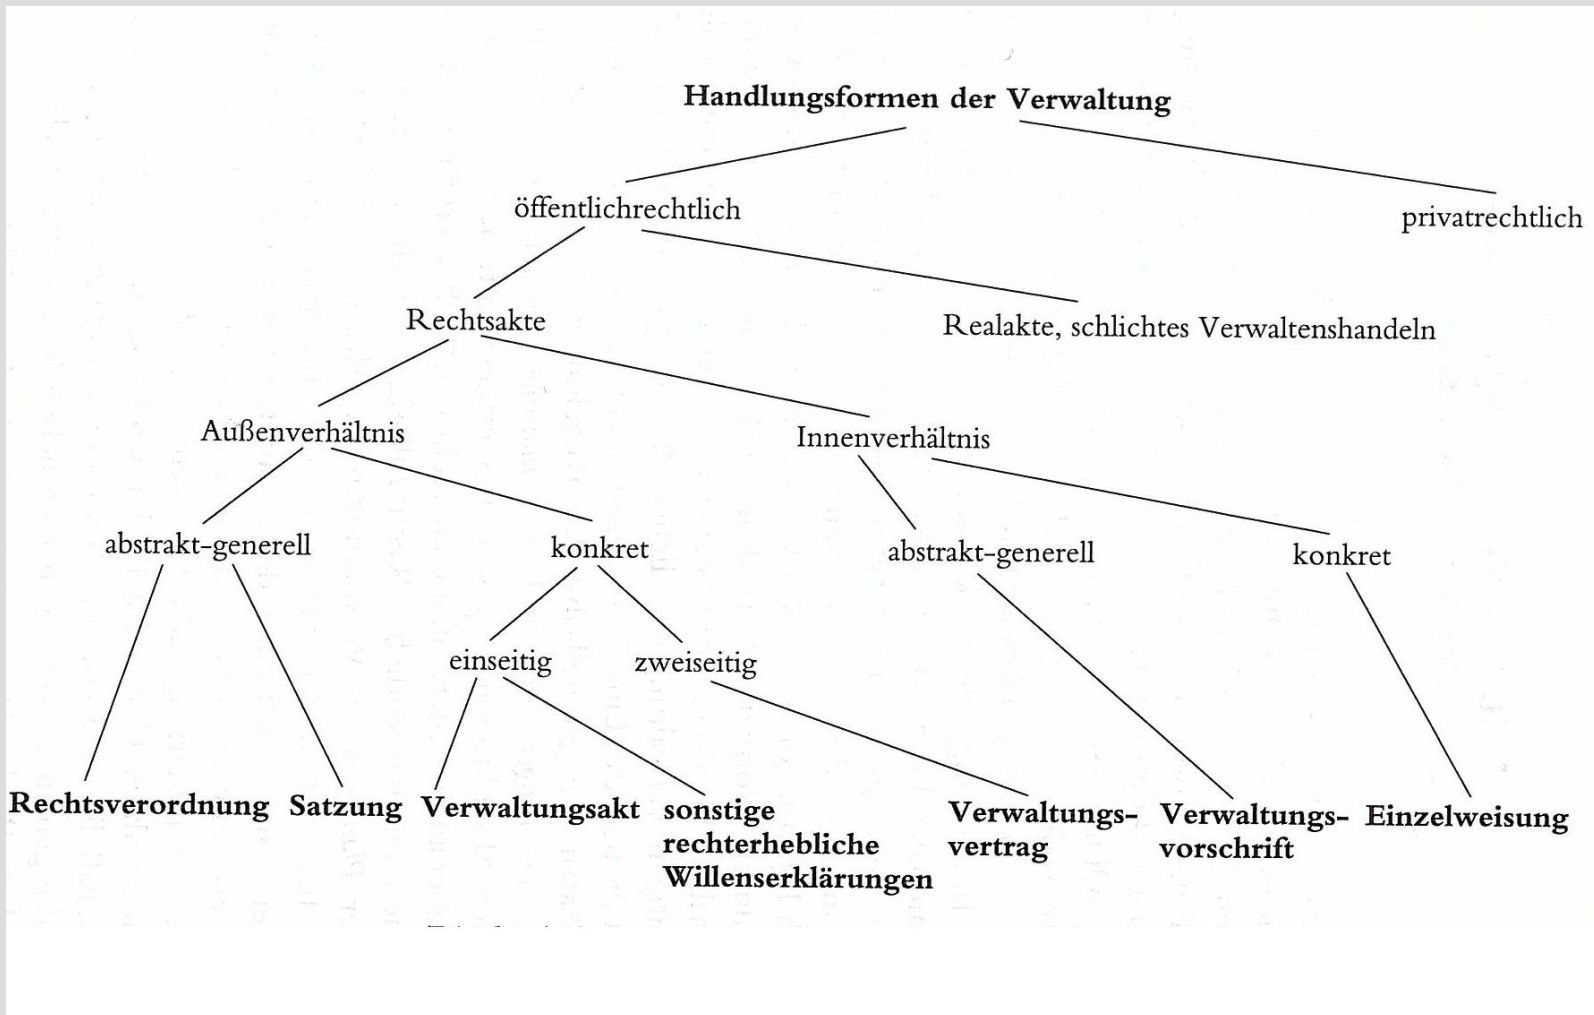 Handlungsformen der Verwaltung
öffentlichrechtlich
privatrechtlich
Rechtsakte
Realakte, schlichtes Verwaltenshandeln
Außenverhältnis
Innenverhältnis
abstrakt-generell
konkret
abstrakt-generell
konkret
einseitig
zweiseitig
Rechtsverordnung
Satzung
Verwaltungsakt
sonstige
rechterhebliche
Willenserklärungen
Verwaltungs-
vertrag
Verwaltungs-
vorschrift
Einzelweisung